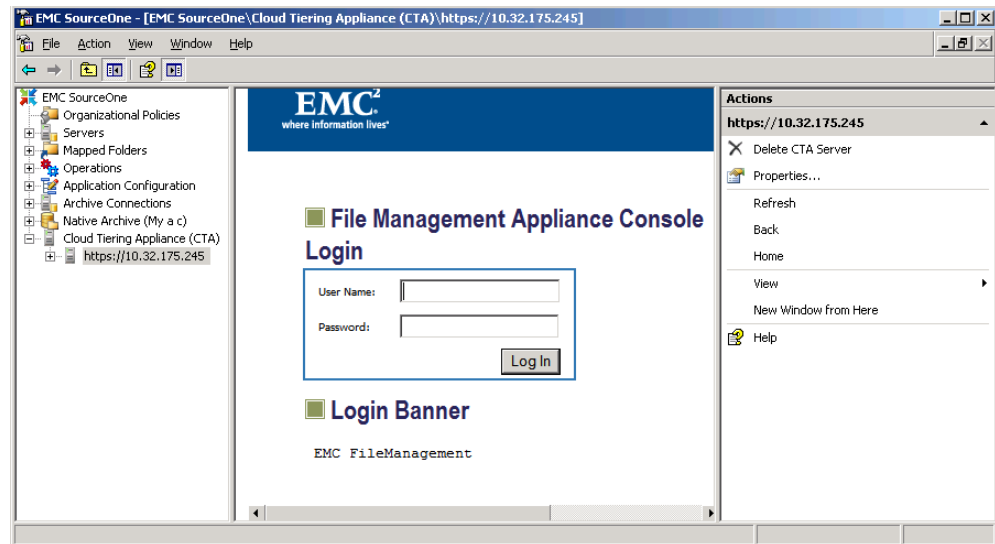 EMC SourceOne - [EMC SourceOne\Cloud Tiering Appliance (CTA)\https://10.32.175.245]
File Action View Window Help
EMC SourceOne
Organizational Policies
Servers
Mapped Folders
Operations
Application Configuration
Archive Connections
Native Archive (My a c)
Cloud Tiering Appliance (CTA)
https://10.32.175.245
EMC²
where information lives®
File Management Appliance Console
Login
User Name:
Password:
Log In
Login Banner
EMC FileManagement
Actions
https://10.32.175.245
Delete CTA Server
Properties...
Refresh
Back
Home
View
New Window from Here
Help